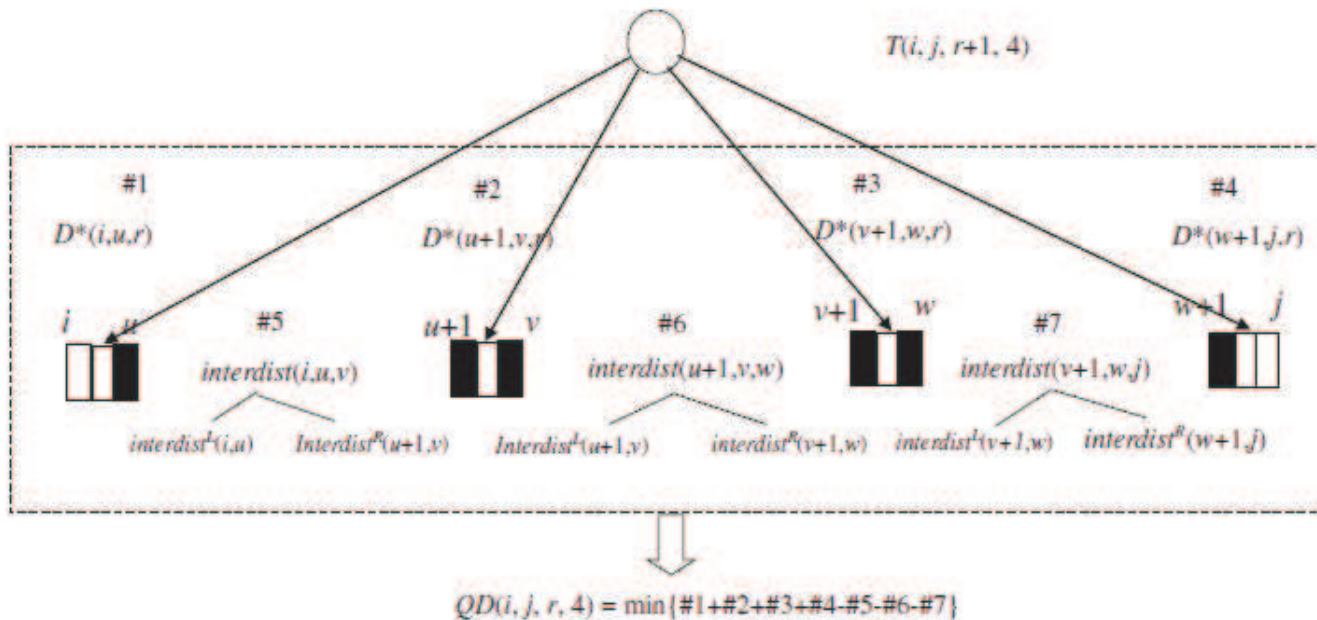 T(i, j, r+1, 4)
#1
#2
#3
#4
D*(i,u,r)
D*(u+1,v,r)
D*(v+1,w,r)
D*(w+1,j,r)
i u #5 u+1 v #6 v+1 w #7 w+1 j
interdist(i,u,v) interdist(u+1,v,w) interdist(v+1,w,j)
interdist^L(i,u) Interdist^R(u+1,v) Interdist^L(u+1,v) interdist^R(v+1,w) interdist^L(v+1,w) interdist^R(w+1,j)
QD(i, j, r, 4) = min{#1+#2+#3+#4-#5-#6-#7}